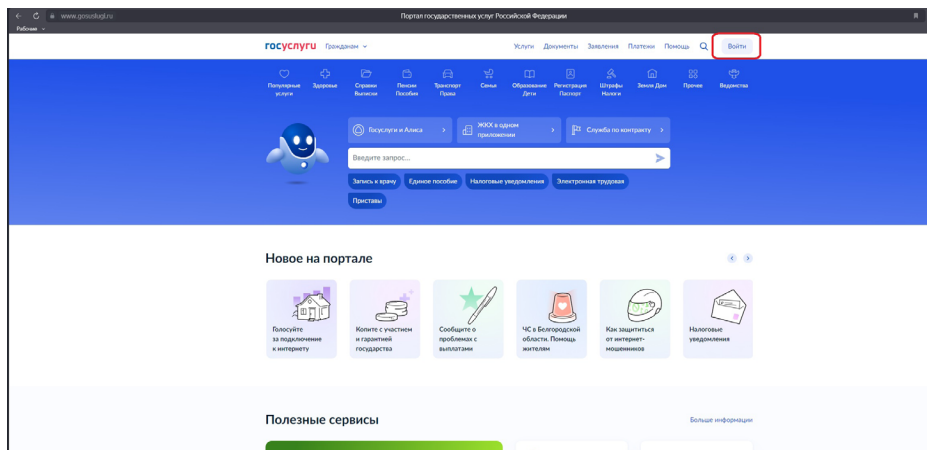 www.gosuslugi.ru
Портал государственных услуг Российской Федерации
Рабочие
госуслуги Гражданам Услуги Документы Заявления Платежи Помощь Войти
Популярные услуги
Здоровье
Справки Выписки
Пенсии Пособия
Транспорт Права
Семья
Образование Дети
Регистрация Паспорт
Штрафы Налоги
Земля Дом
Прочее
Ведомства
Госуслуги и Алиса
ЖКХ в одном
приложении
Служба по контракту
Введите запрос...
Запись к врачу Единое пособие Налоговые уведомления Электронная трудовая
Приставы
Новое на портале
Голосуйте
за подключение
к интернету
Копите с участием
и гарантией
государства
Сообщите о
проблемах с
выплатами
ЧС в Белгородской
области. Помощь
жителям
Как защититься
от интернет-
мошенников
Налоговые
уведомления
Полезные сервисы
Больше информации